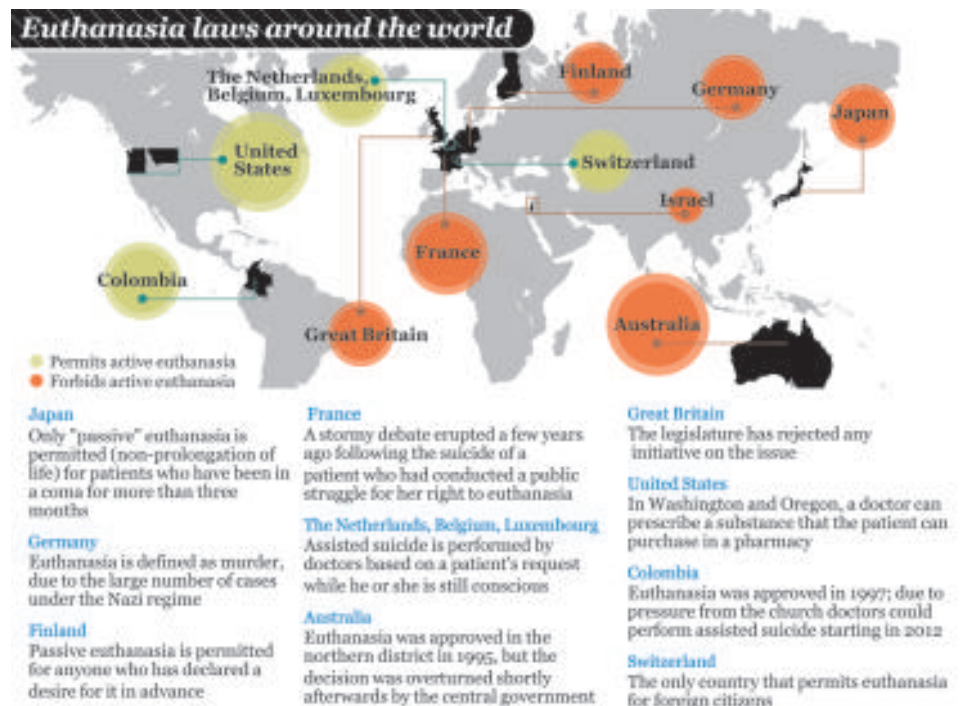 Euthanasia laws around the world
The Netherlands,
Belgium, Luxembourg
Finland
Germany
Japan
United
States
Switzerland
Israel
France
Colombia
Great Britain
Australia
Permits active euthanasia
Forbids active euthanasia
Japan
Only "passive" euthanasia is
permitted (non-prolongation of
life) for patients who have been in
a coma for more than three
months
Germany
Euthanasia is defined as murder,
due to the large number of cases
under the Nazi regime
Finland
Passive euthanasia is permitted
for anyone who has declared a
desire for it in advance
France
A stormy debate erupted a few years
ago following the suicide of a
patient who had conducted a public
struggle for her right to euthanasia
The Netherlands, Belgium, Luxembourg
Assisted suicide is performed by
doctors based on a patient's request
while he or she is still conscious
Australia
Euthanasia was approved in the
northern district in 1995, but the
decision was overturned shortly
afterwards by the central government
Great Britain
The legislature has rejected any
initiative on the issue
United States
In Washington and Oregon, a doctor can
prescribe a substance that the patient can
purchase in a pharmacy
Colombia
Euthanasia was approved in 1997; due to
pressure from the church doctors could
perform assisted suicide starting in 2012
Switzerland
The only country that permits euthanasia
for foreign citizens